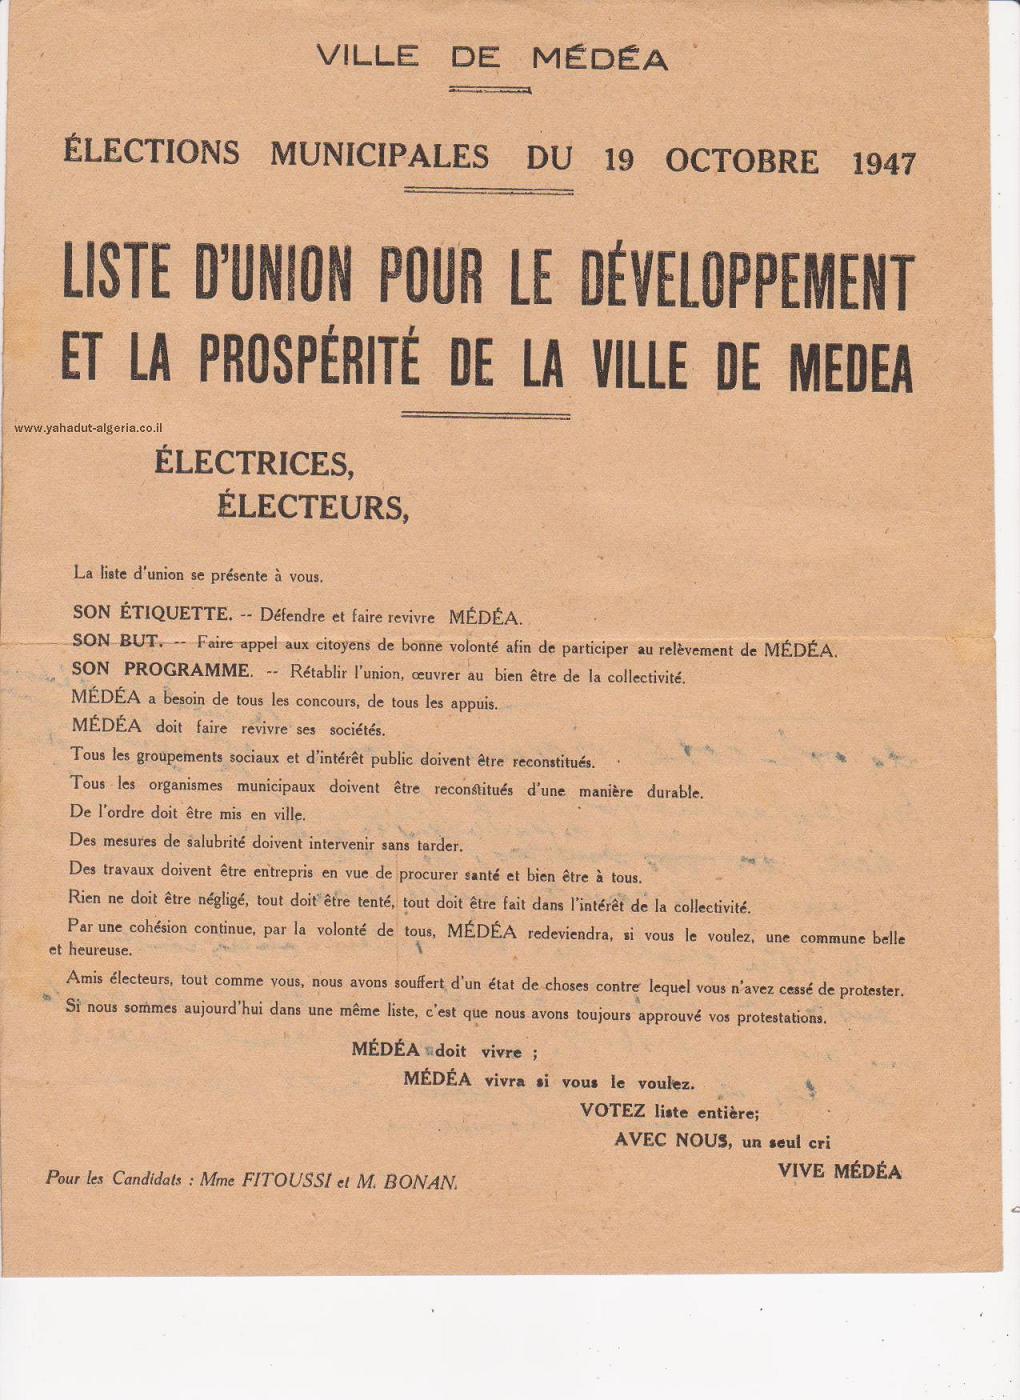 VILLE DE MÉDÉA
ÉLECTIONS MUNICIPALES DU 19 OCTOBRE 1947
LISTE D'UNION POUR LE DÉVELOPPEMENT
ET LA PROSPÉRITÉ DE LA VILLE DE MEDEA
www.yahadut-algeria.co.il
ÉLECTRICES,
ÉLECTEURS,
La liste d'union se présente à vous.
SON ÉTIQUETTE. -- Défendre et faire revivre MÉDÉA.
SON BUT. -- Faire appel aux citoyens de bonne volonté afin de participer au relèvement de MÉDÉA.
SON PROGRAMME. -- Rétablir l'union, œuvrer au bien être de la collectivité.
MÉDÉA a besoin de tous les concours, de tous les appuis.
MÉDÉA doit faire revivre ses sociétés.
Tous les groupements sociaux et d'intérêt public doivent être reconstitués.
Tous les organismes municipaux doivent être reconstitués d'une manière durable.
De l'ordre doit être mis en ville.
Des mesures de salubrité doivent intervenir sans tarder.
Des travaux doivent être entrepris en vue de procurer santé et bien être à tous.
Rien ne doit être négligé, tout doit être tenté, tout doit être fait dans l'intérêt de la collectivité.
Par une cohésion continue, par la volonté de tous, MÉDÉA redeviendra, si vous le voulez, une commune belle
et heureuse.
Amis électeurs, tout comme vous, nous avons souffert d'un état de choses contre lequel vous n'avez cessé de protester.
Si nous sommes aujourd'hui dans une même liste, c'est que nous avons toujours approuvé vos protestations.
MÉDÉA doit vivre ;
MÉDÉA vivra si vous le voulez.
VOTEZ liste entière;
AVEC NOUS, un seul cri
VIVE MÉDÉA
Pour les Candidats : Mme FITOUSSI et M. BONAN.